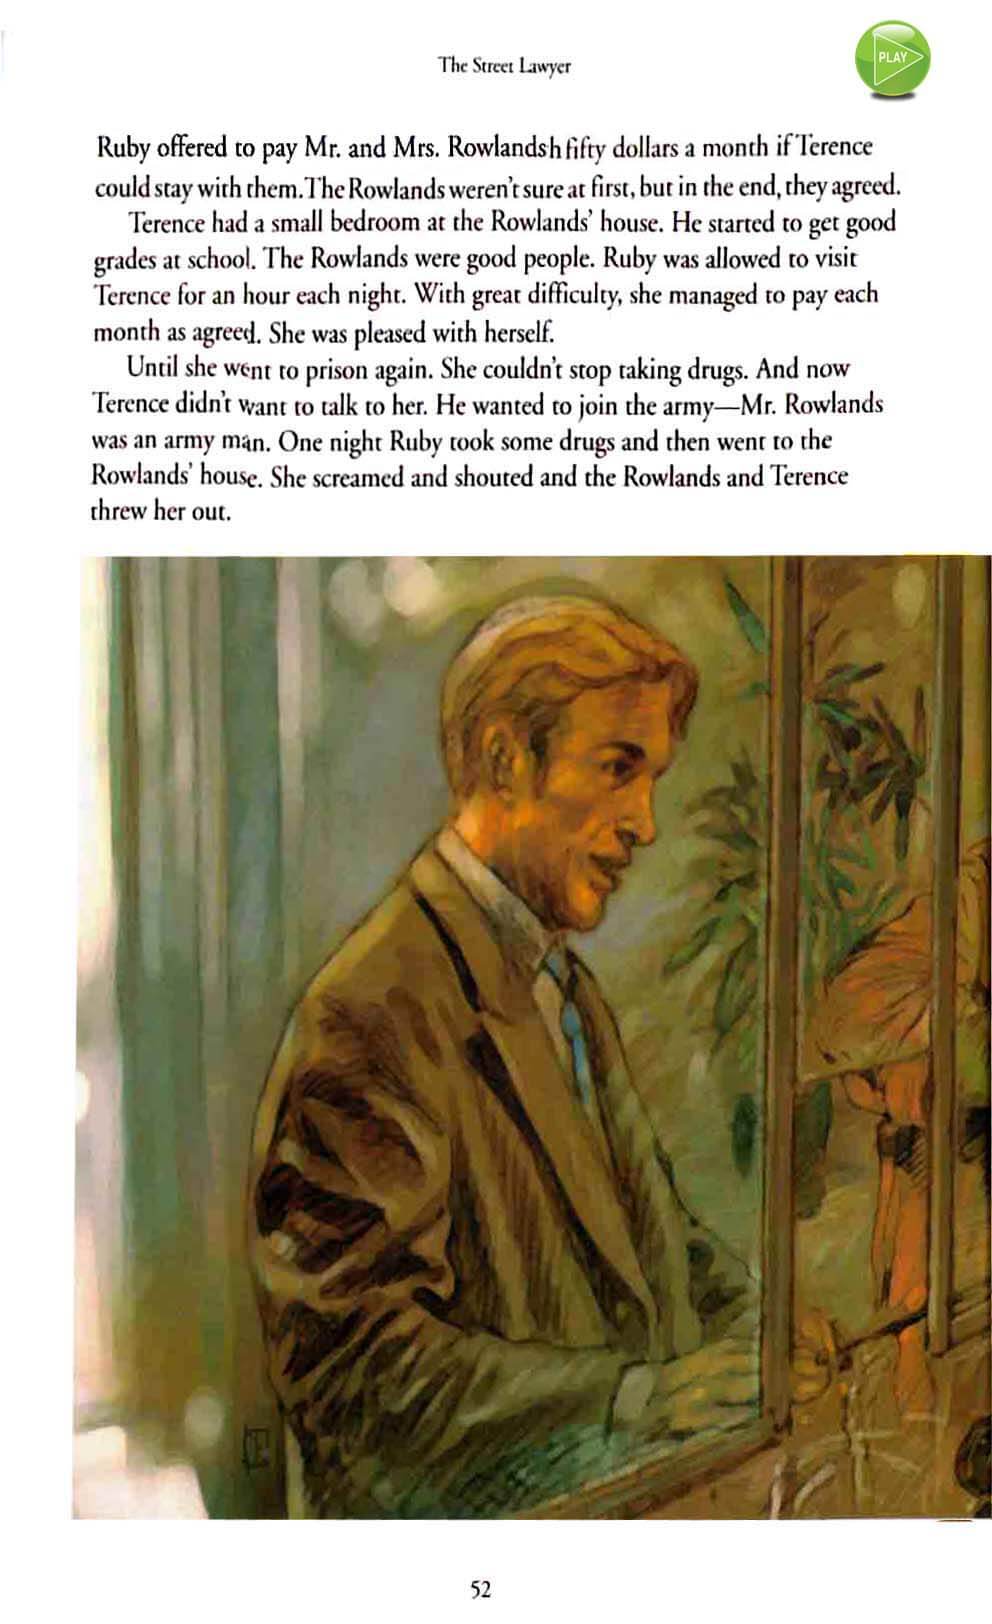 The Street Lawyer
PLAY
Ruby offered to pay Mr. and Mrs. Rowlandsh fifty dollars a month if Terence
could stay with them. The Rowlands weren't sure at first, but in the end, they agreed.
Terence had a small bedroom at the Rowlands' house. He started to get good
grades at school. The Rowlands were good people. Ruby was allowed to visit
Terence for an hour each night. With great difficulty, she managed to pay each
month as agreed. She was pleased with herself.
Until she went to prison again. She couldn't stop taking drugs. And now
Terence didn't want to talk to her. He wanted to join the army—Mr. Rowlands
was an army man. One night Ruby took some drugs and then went to the
Rowlands' house. She screamed and shouted and the Rowlands and Terence
threw her out.
52